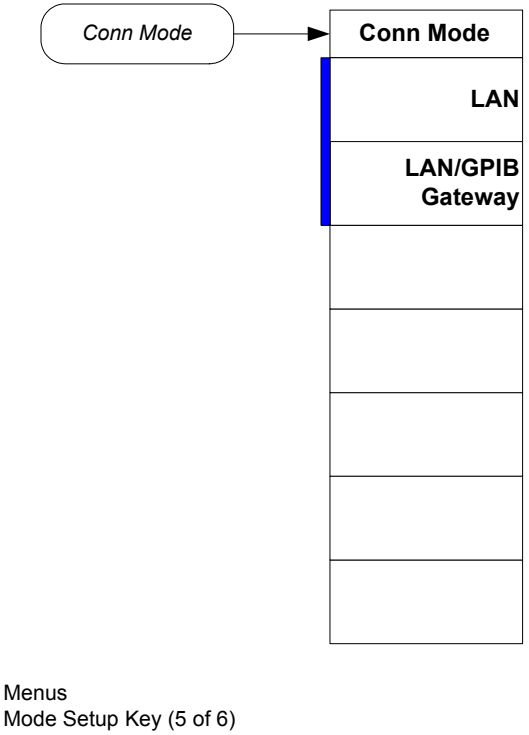 Conn Mode
Conn Mode
LAN
LAN/GPIB
Gateway
Menus
Mode Setup Key (5 of 6)